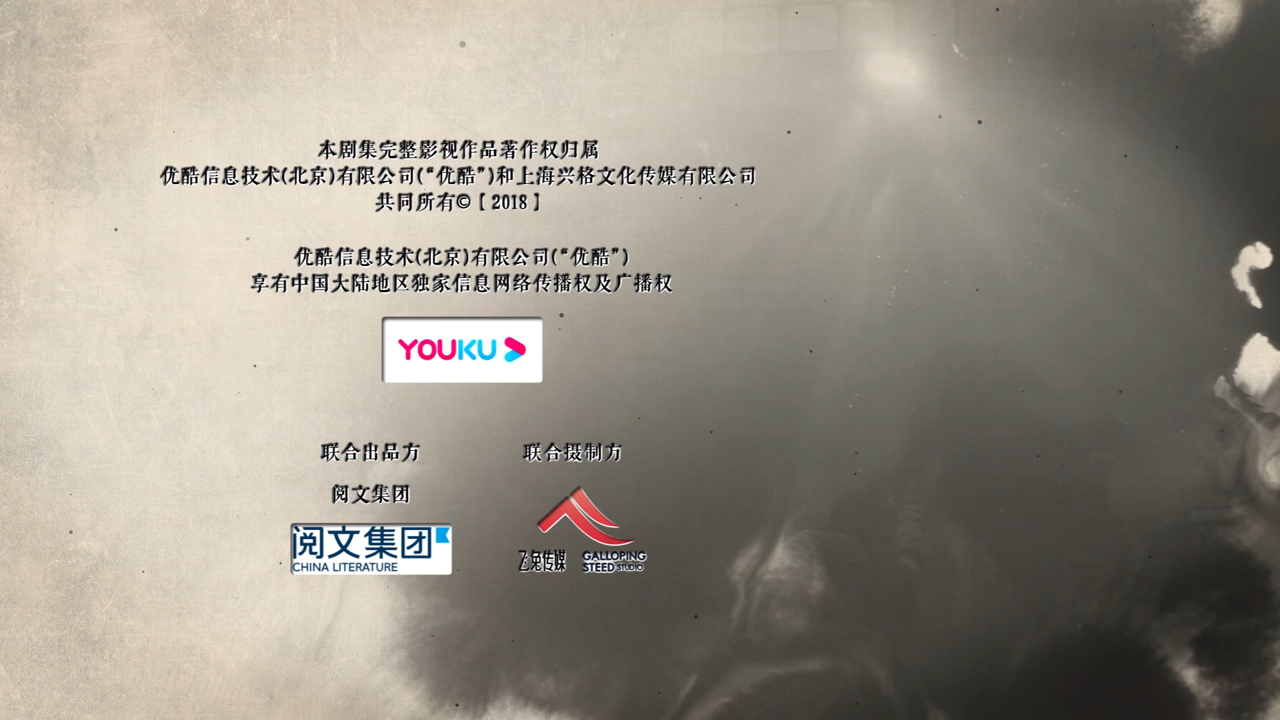 本剧集完整影视作品著作权归属
优酷信息技术(北京)有限公司(“优酷”)和上海兴格文化传媒有限公司
共同所有©【2018】
优酷信息技术(北京)有限公司(“优酷”)
享有中国大陆地区独家信息网络传播权及广播权
YOUKU
联合出品方
联合摄制方
阅文集团
阅文集团
CHINA LITERATURE
飞兔传媒
GALLOPING
STEED STUDIO